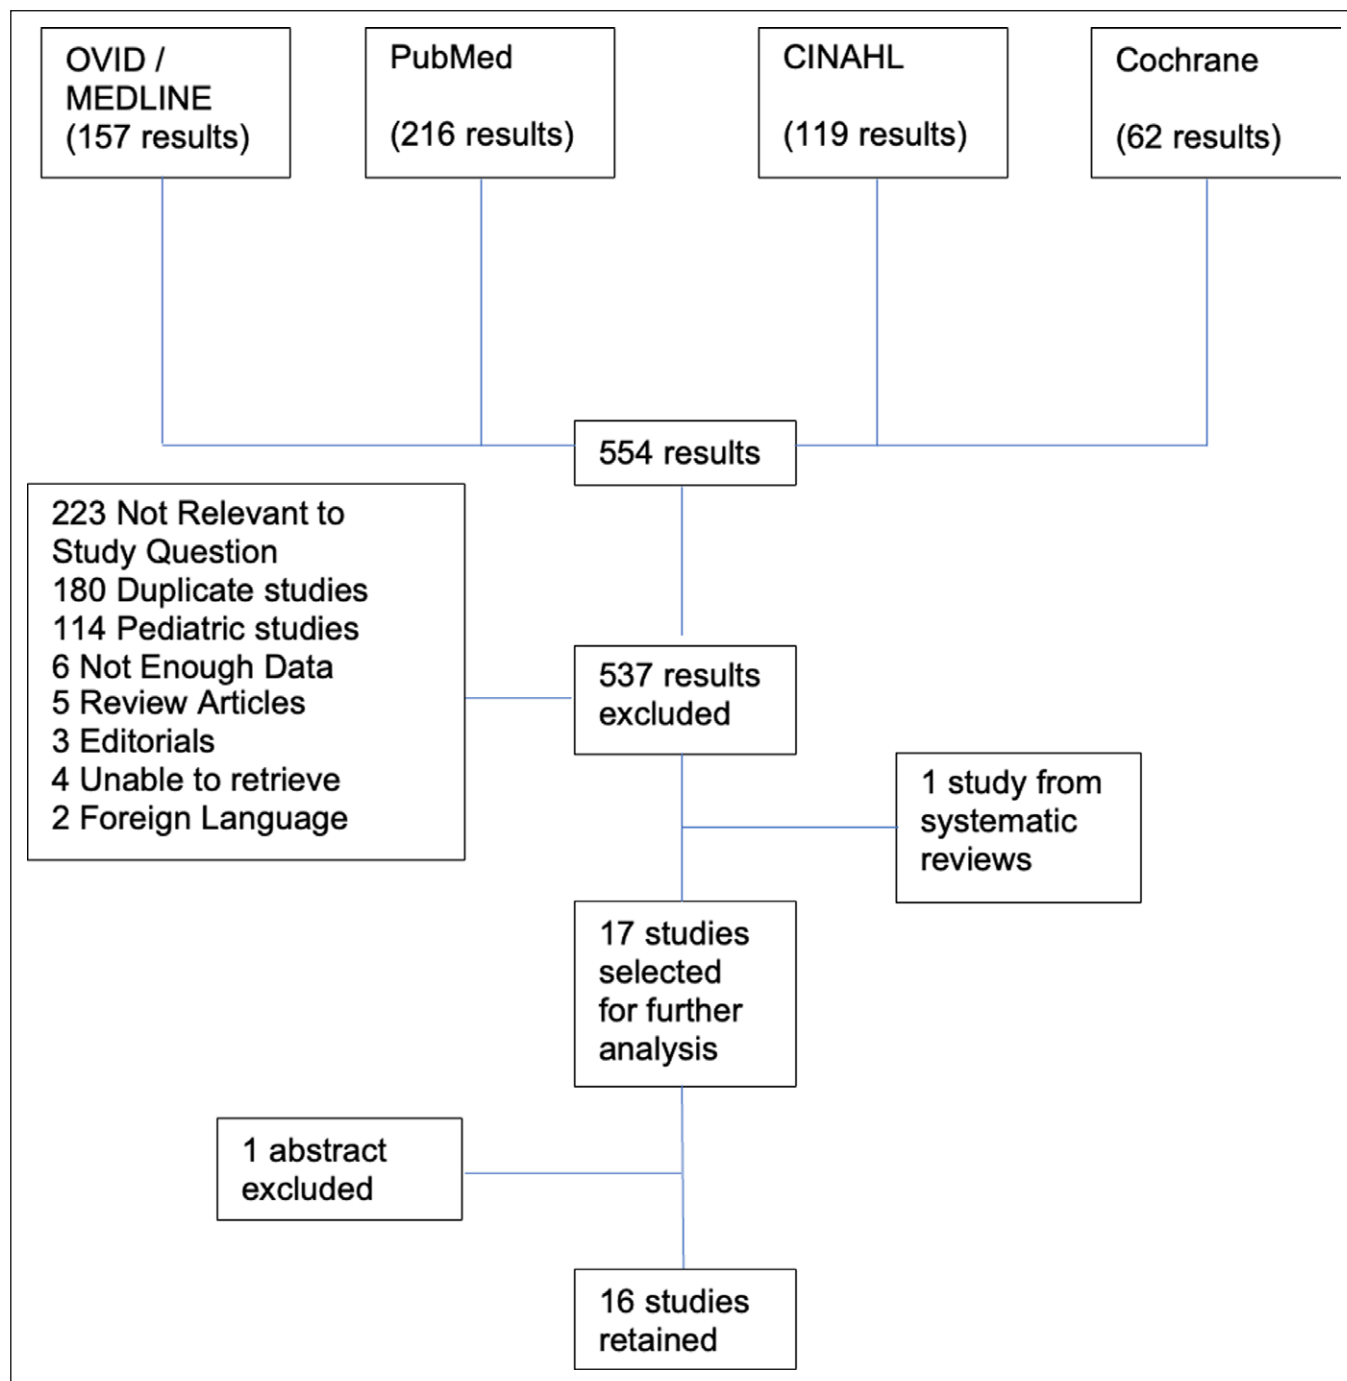 OVID /
MEDLINE
(157 results)
PubMed
(216 results)
CINAHL
(119 results)
Cochrane
(62 results)
554 results
223 Not Relevant to
Study Question
180 Duplicate studies
114 Pediatric studies
6 Not Enough Data
5 Review Articles
3 Editorials
4 Unable to retrieve
2 Foreign Language
537 results
excluded
1 study from
systematic
reviews
17 studies
selected
for further
analysis
1 abstract
excluded
16 studies
retained